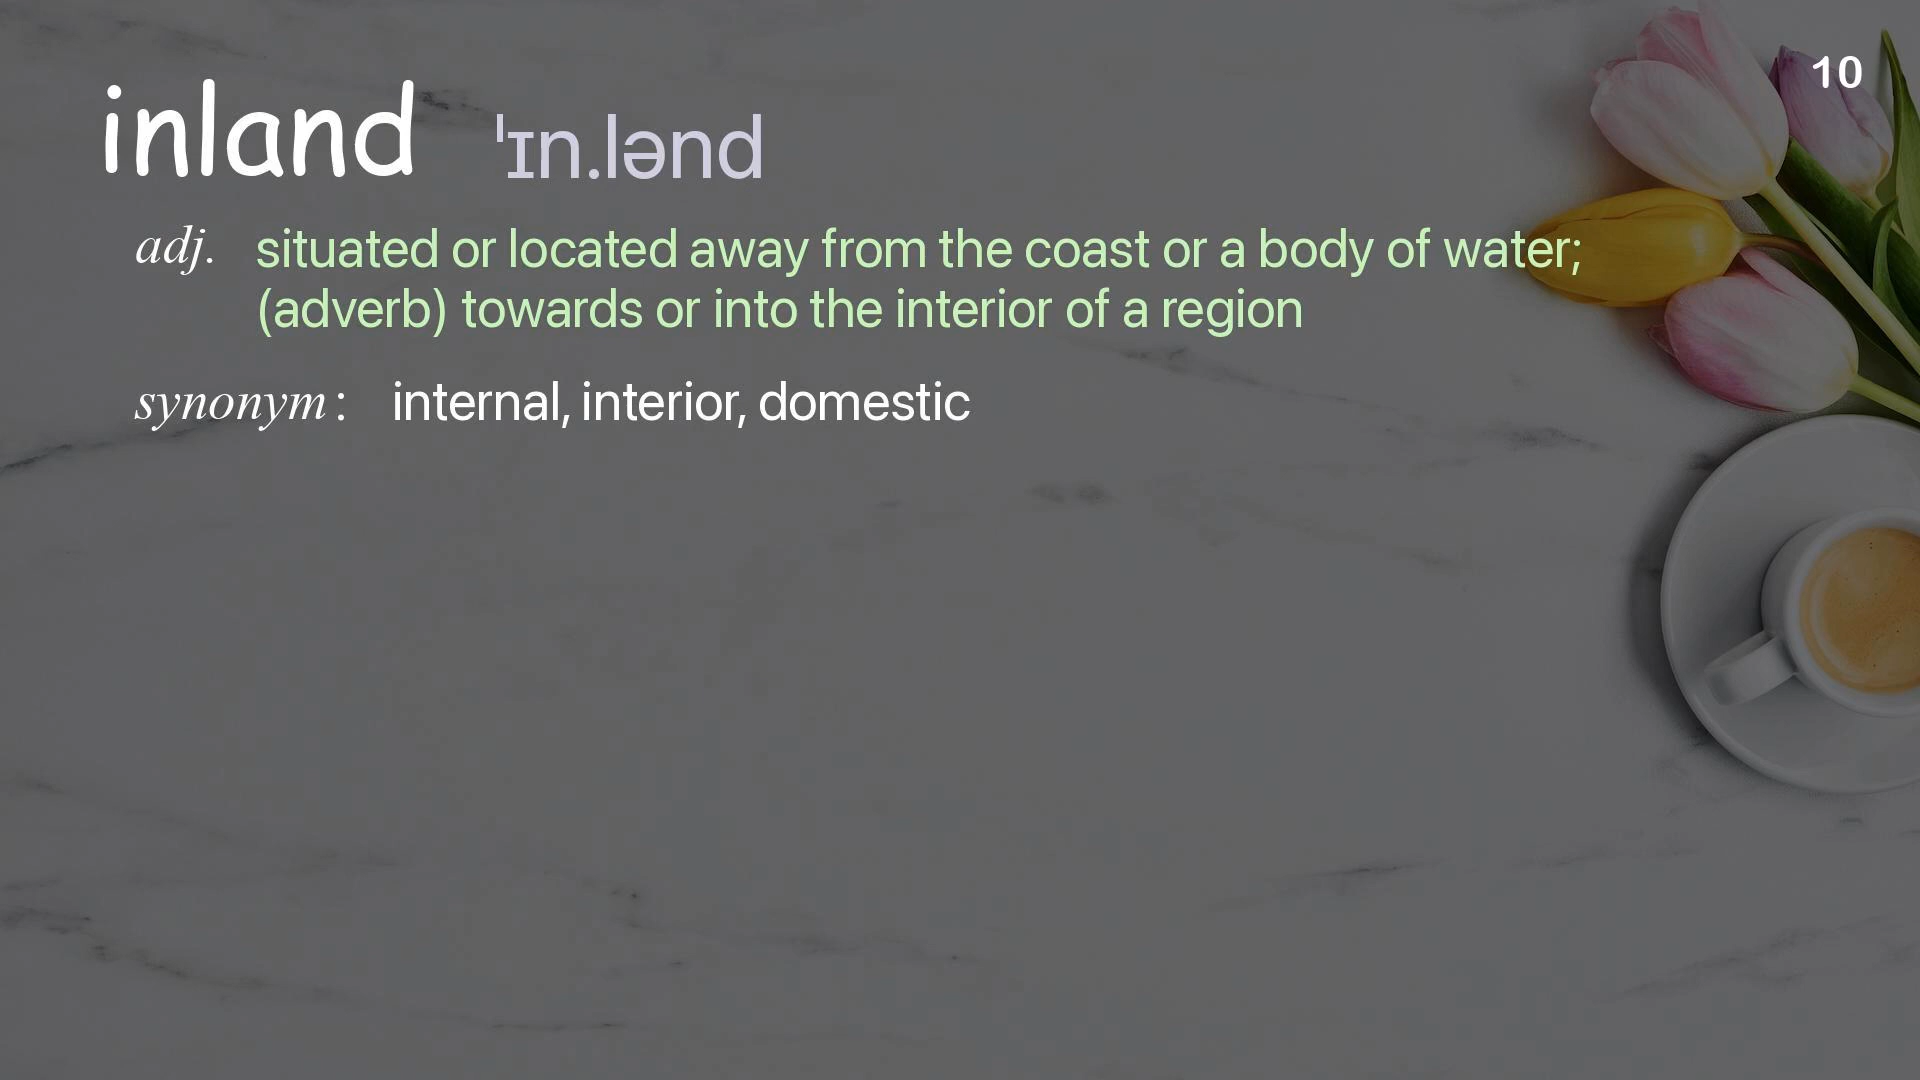 10
inland ˈɪn.lənd
adj. situated or located away from the coast or a body of water;
(adverb) towards or into the interior of a region
synonym: internal, interior, domestic